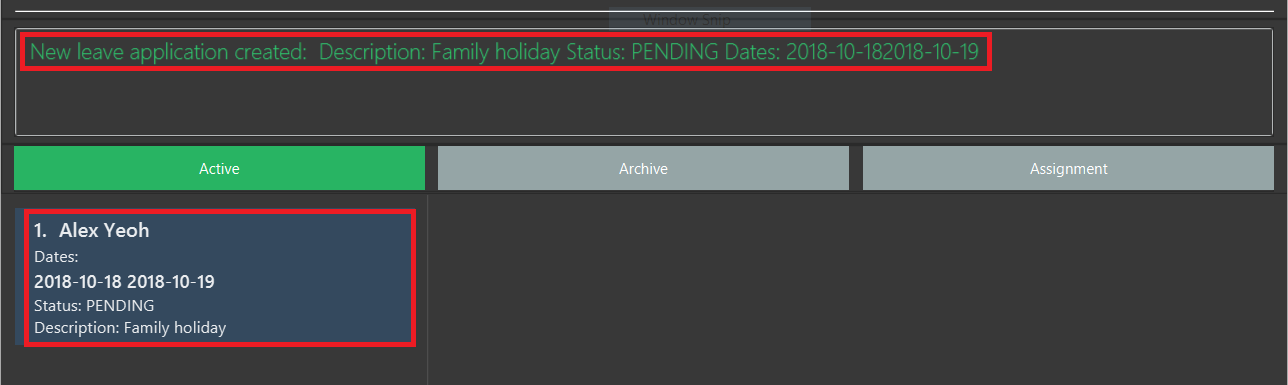 Window Snip
New leave application created:  Description: Family holiday Status: PENDING Dates: 2018-10-182018-10-19
Active Archive Assignment
1. Alex Yeoh
Dates:
2018-10-18 2018-10-19
Status: PENDING
Description: Family holiday